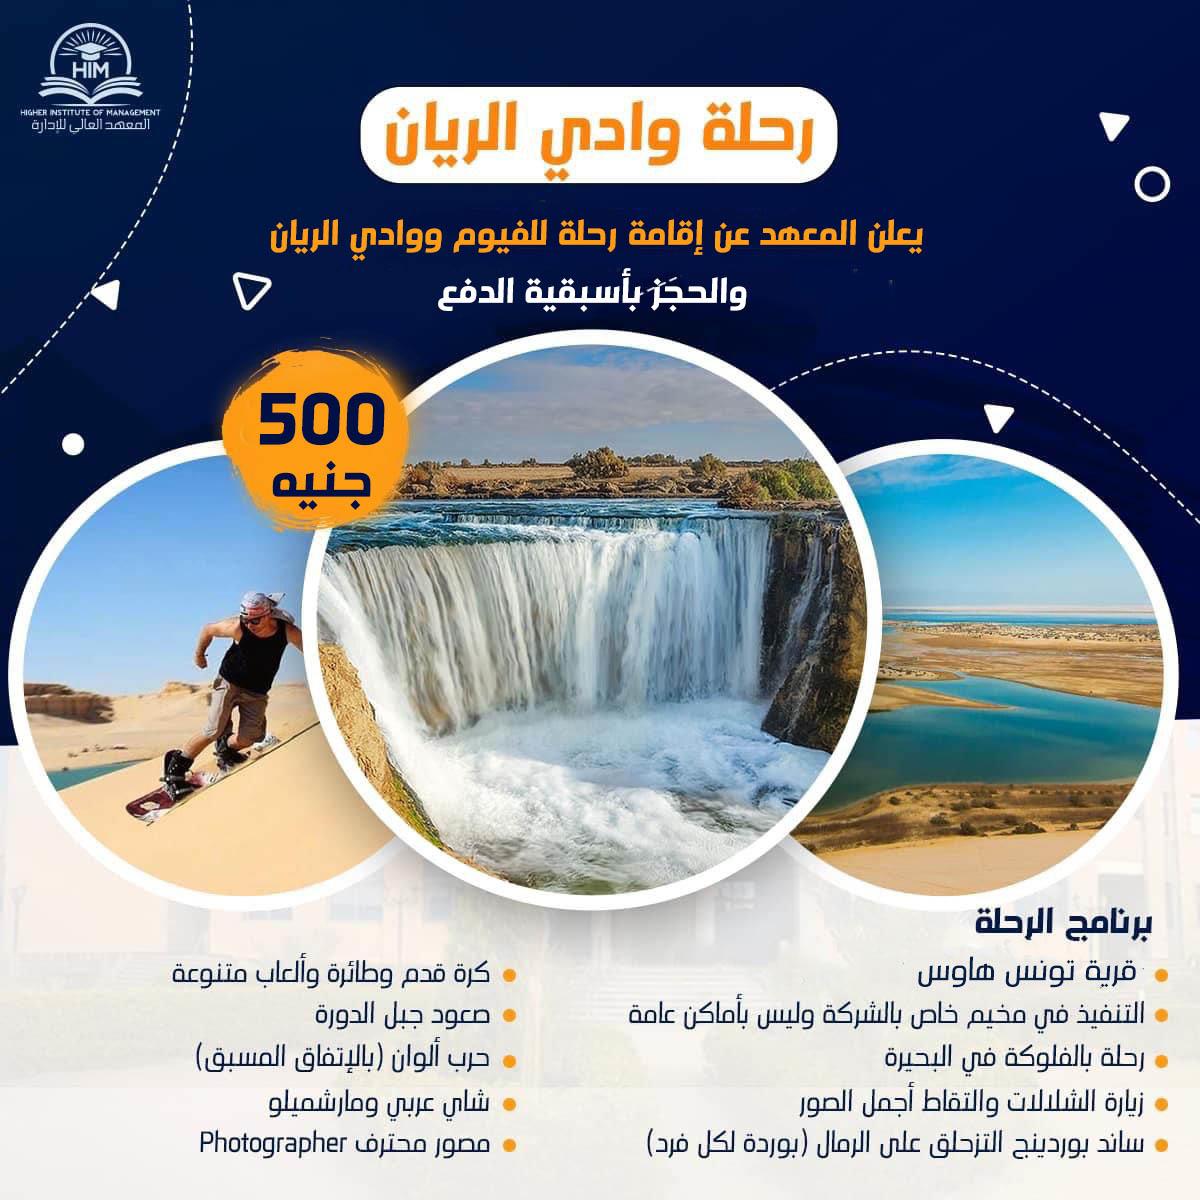 HIM
HIGHER INSTITUTE OF MANAGEMENT
المعهد العالي للإدارة
رحلة وادي الريان
يعلن المعهد عن إقامة رحلة للفيوم ووادي الريان
والحجَز بأسبقية الدفع
500
جنيه
برنامج الرحلة
قرية تونس هاوس
التنفيذ في مخيم خاص بالشركة وليس بأماكن عامة
رحلة بالفلوكة في البحيرة
زيارة الشلالات والتقاط أجمل الصور
ساند بوردينج التزحلق على الرمال (بوردة لكل فرد)
كرة قدم وطائرة وألعاب متنوعة
صعود جبل الدورة
حرب ألوان (بالإتفاق المسبق)
شاي عربي ومارشميلو
مصور محترف Photographer